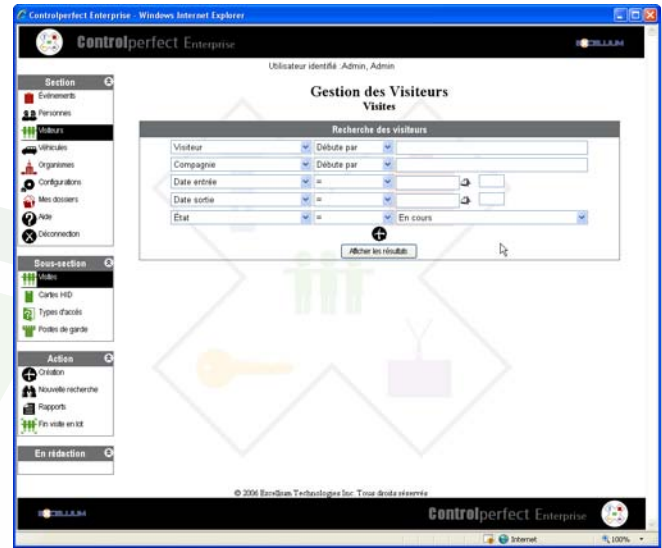 Controlperfect Enterprise - Windows Internet Explorer
Controlperfect Enterprise
EXCELLIUM
Utilisateur identifié :Admin, Admin
Section
Événements
Personnes
Visiteurs
Véhicules
Organismes
Configurations
Mes dossiers
Aide
Déconnection
Sous-section
Visites
Cartes HID
Types d'accès
Postes de garde
Action
Création
Nouvelle recherche
Rapports
Fin visite en lot
En rédaction
Gestion des Visiteurs
Visites
Recherche des visiteurs
Visiteur Débute par
Compagnie Débute par
Date entrée =
Date sortie =
État = En cours
Afficher les résultats
© 2006 Excellium Technologies Inc. Tous droits réservés
EXCELLIUM
Controlperfect Enterprise
Internet
100%